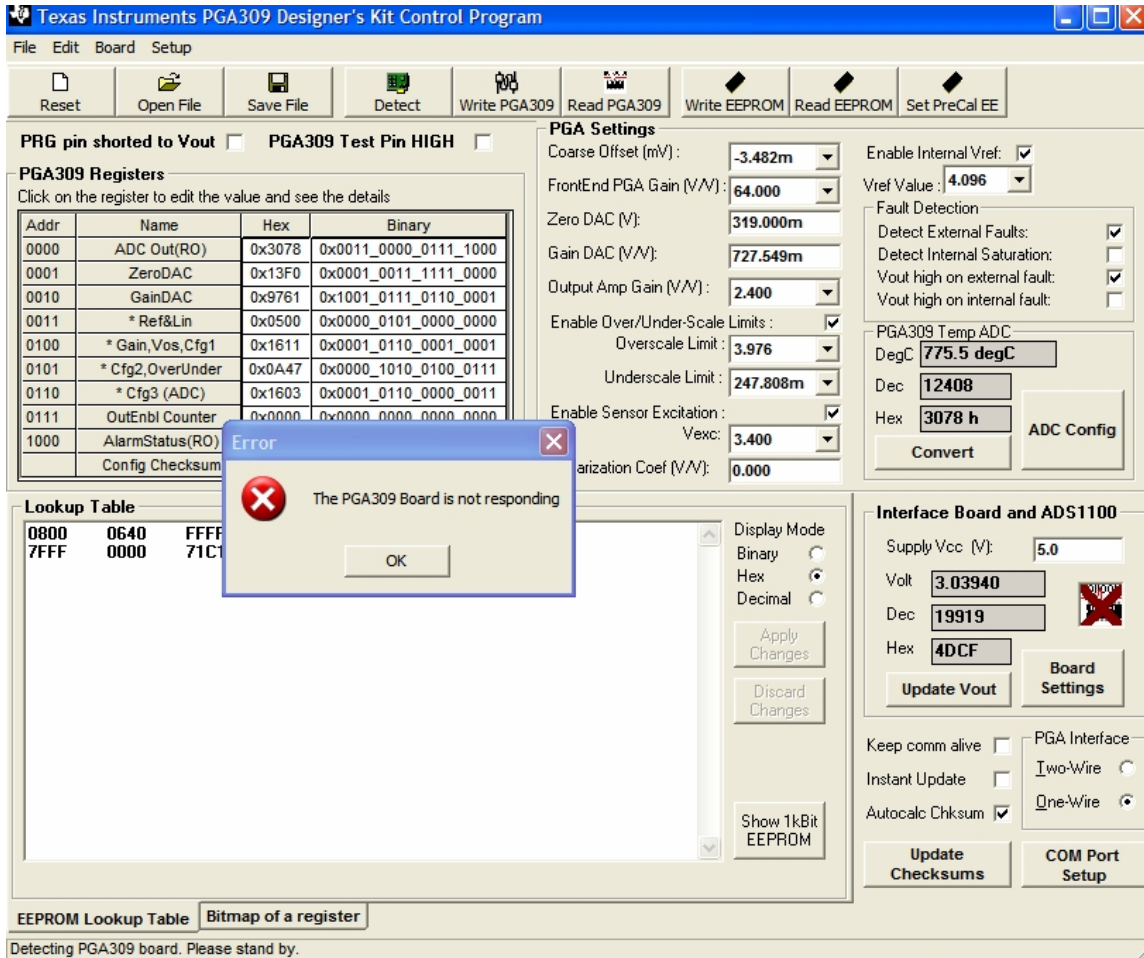 Texas Instruments PGA309 Designer's Kit Control Program
File Edit Board Setup
Reset Open File Save File Detect Write PGA309 Read PGA309 Write EEPROM Read EEPROM Set PreCal EE
PRG pin shorted to Vout PGA309 Test Pin HIGH
PGA309 Registers
Click on the register to edit the value and see the details
Addr Name Hex Binary
0000 ADC Out(RO) 0x3078 0x0011_0000_0111_1000
0001 ZeroDAC 0x13F0 0x0001_0011_1111_0000
0010 GainDAC 0x9761 0x1001_0111_0110_0001
0011 * Ref&Lin 0x0500 0x0000_0101_0000_0000
0100 * Gain,Vos,Cfg1 0x1611 0x0001_0110_0001_0001
0101 * Cfg2,OverUnder 0x0A47 0x0000_1010_0100_0111
0110 * Cfg3 (ADC) 0x1603 0x0001_0110_0000_0011
0111 OutEnbl Counter 0x0000 0x0000_0000_0000_0000
1000 AlarmStatus(RO)
Config Checksum
PGA Settings
Coarse Offset (mV) : -3.482m
FrontEnd PGA Gain (V/V) : 64.000
Zero DAC (V): 319.000m
Gain DAC (V/V): 727.549m
Output Amp Gain (V/V) : 2.400
Enable Over/Under-Scale Limits :
Overscale Limit : 3.976
Underscale Limit : 247.808m
Enable Sensor Excitation :
Vexc: 3.400
arization Coef (V/V): 0.000
Enable Internal Vref:
Vref Value : 4.096
Fault Detection
Detect External Faults:
Detect Internal Saturation:
Vout high on external fault:
Vout high on internal fault:
PGA309 Temp ADC
DegC 775.5 degC
Dec 12408
Hex 3078 h
Convert
ADC Config
Error
The PGA309 Board is not responding
OK
Lookup Table
0800 0640 FFFF
7FFF 0000 71C1
Display Mode
Binary
Hex
Decimal
Apply
Changes
Discard
Changes
Show 1kBit
EEPROM
Interface Board and ADS1100
Supply Vcc (V): 5.0
Volt 3.03940
Dec 19919
Hex 4DCF
Update Vout
Board
Settings
Keep comm alive
Instant Update
Autocalc Chksum
PGA Interface
Two-Wire
One-Wire
Update
Checksums
COM Port
Setup
EEPROM Lookup Table Bitmap of a register
Detecting PGA309 board. Please stand by.